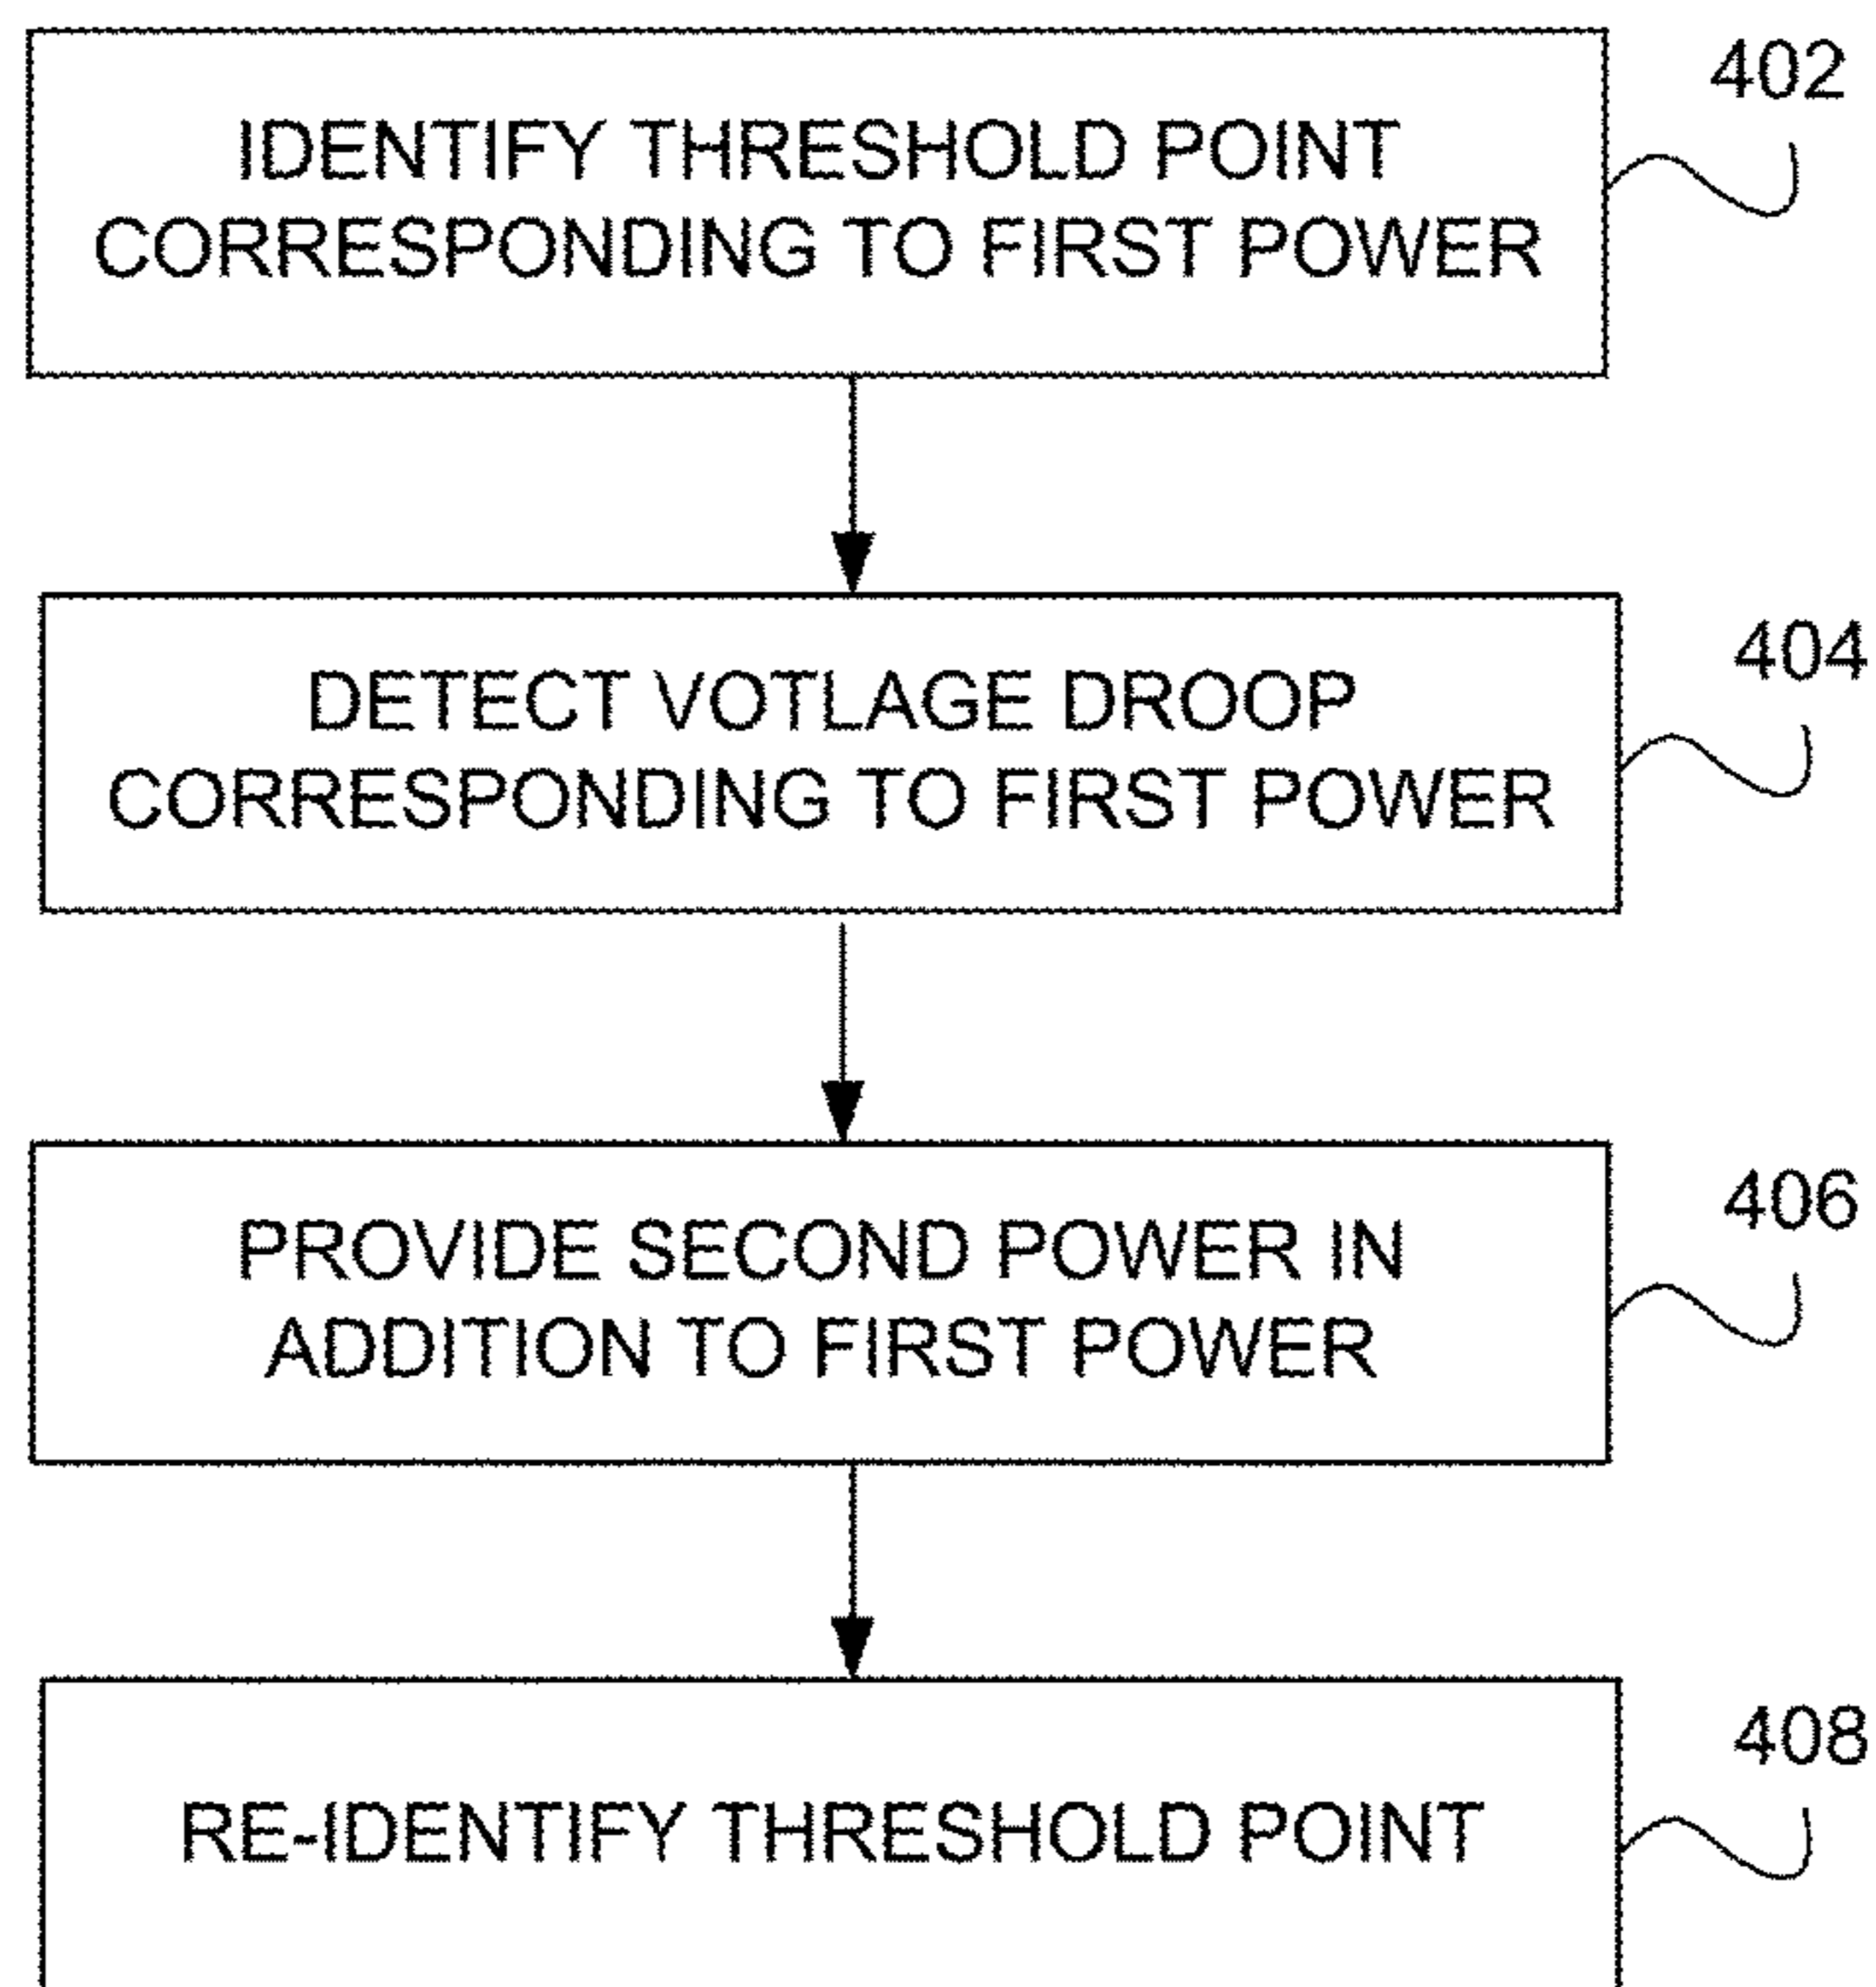 402
IDENTIFY THRESHOLD POINT
CORRESPONDING TO FIRST POWER
404
DETECT VOTLAGE DROOP
CORRESPONDING TO FIRST POWER
406
PROVIDE SECOND POWER IN
ADDITION TO FIRST POWER
408
RE-IDENTIFY THRESHOLD POINT